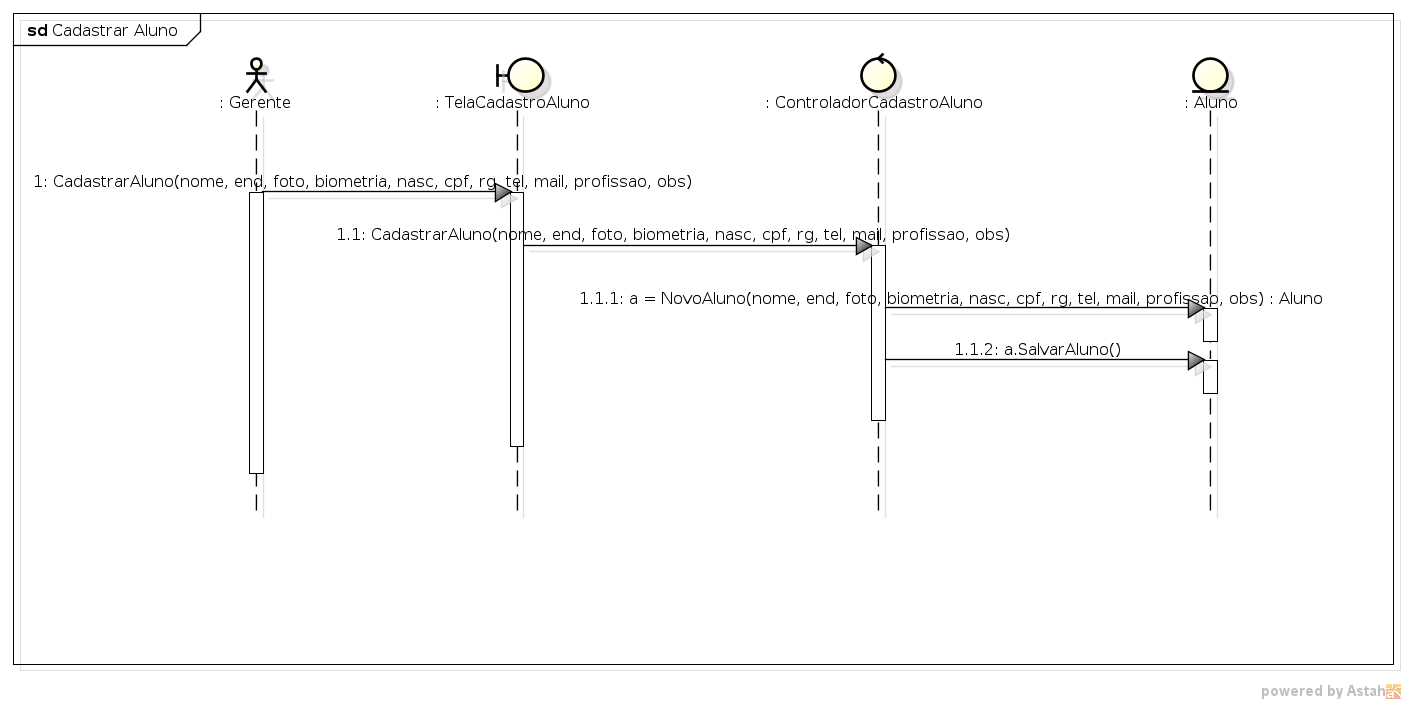 sd Cadastrar Aluno
: Gerente
: TelaCadastroAluno
: ControladorCadastroAluno
: Aluno
1: CadastrarAluno(nome, end, foto, biometria, nasc, cpf, rg, tel, mail, profissao, obs)
1.1: CadastrarAluno(nome, end, foto, biometria, nasc, cpf, rg, tel, mail, profissao, obs)
1.1.1: a = NovoAluno(nome, end, foto, biometria, nasc, cpf, rg, tel, mail, profissao, obs) : Aluno
1.1.2: a.SalvarAluno()
powered by Astah